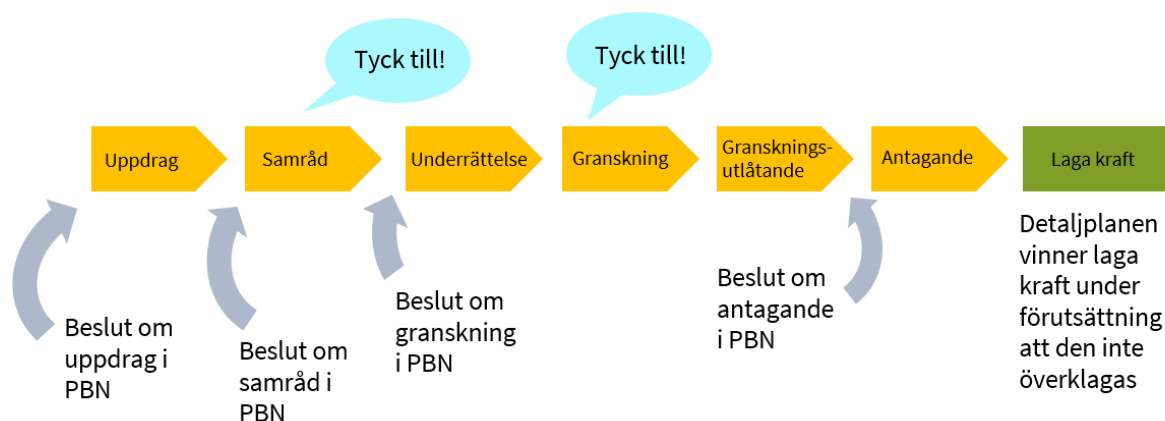 Tyck till!
Tyck till!
Uppdrag
Samråd
Underrättelse
Granskning
Gransknings-
utlåtande
Antagande
Laga kraft
Beslut om
uppdrag i
PBN
Beslut om
samråd i
PBN
Beslut om
granskning
i PBN
Beslut om
antagande
i PBN
Detaljplanen
vinner laga
kraft under
förutsättning
att den inte
överklagas